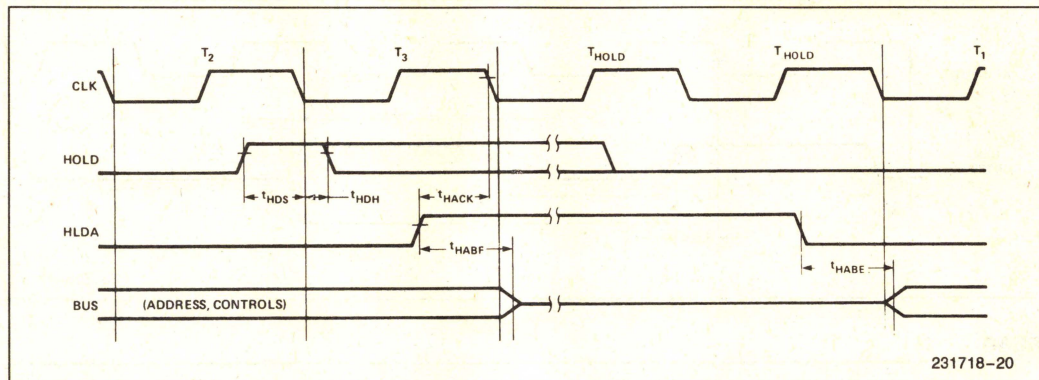 T2 T3 THOLD THOLD T1
CLK
HOLD
tHDS tHDH tHACK
HLDA
tHABF tHABE
BUS (ADDRESS, CONTROLS)
231718-20